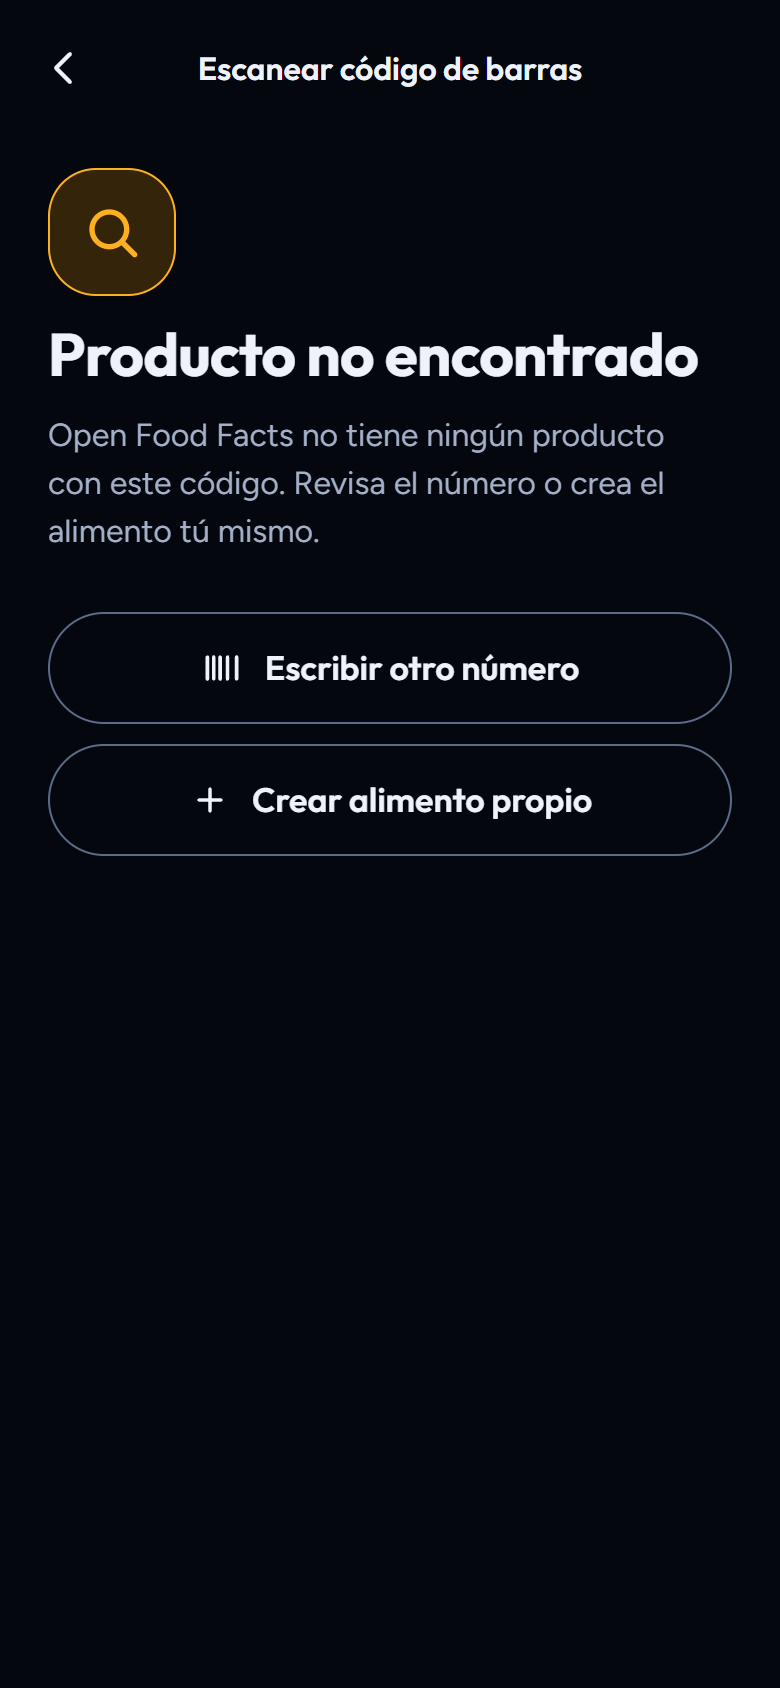 Escanear código de barras
Producto no encontrado
Open Food Facts no tiene ningún producto
con este código. Revisa el número o crea el
alimento tú mismo.
Escribir otro número
Crear alimento propio